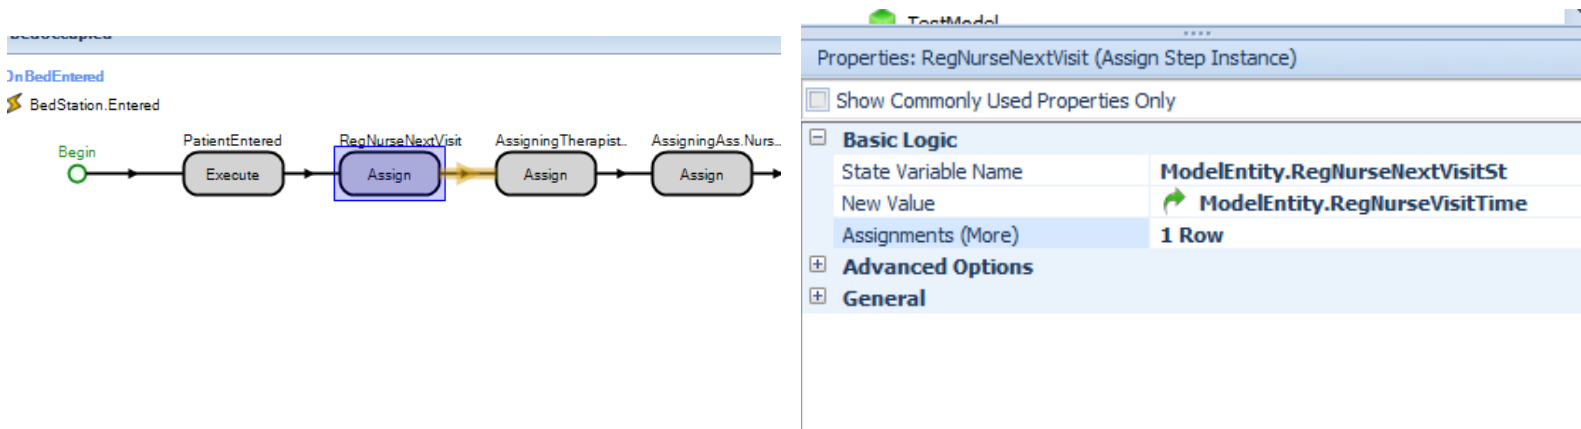 OnBedEntered
BedStation.Entered
Begin
PatientEntered
Execute
RegNurseNextVisit
Assign
AssigningTherapist..
Assign
AssigningAss.Nurs...
Assign
TestModel
Properties: RegNurseNextVisit (Assign Step Instance)
Show Commonly Used Properties Only
Basic Logic
State Variable Name ModelEntity.RegNurseNextVisitSt
New Value ModelEntity.RegNurseVisitTime
Assignments (More) 1 Row
Advanced Options
General